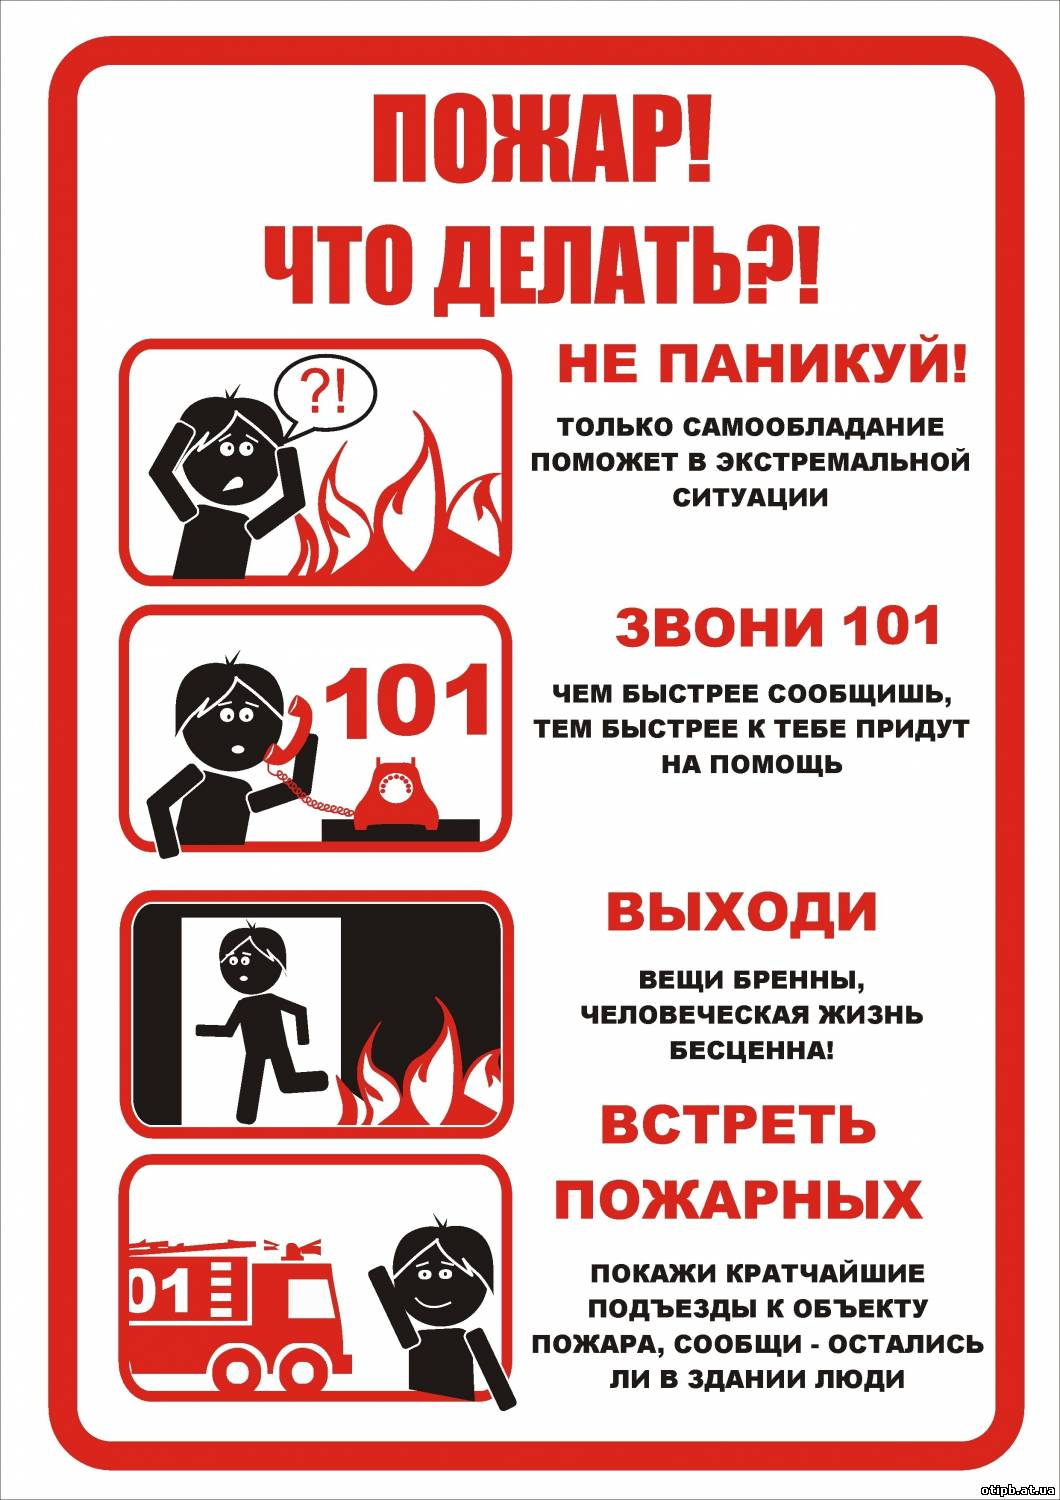 ПОЖАР!
ЧТО ДЕЛАТЬ?!
?!
НЕ ПАНИКУЙ!
ТОЛЬКО САМООБЛАДАНИЕ
ПОМОЖЕТ В ЭКСТРЕМАЛЬНОЙ
СИТУАЦИИ
101
ЗВОНИ 101
ЧЕМ БЫСТРЕЕ СООБЩИШЬ,
ТЕМ БЫСТРЕЕ К ТЕБЕ ПРИДУТ
НА ПОМОЩЬ
ВЫХОДИ
ВЕЩИ БРЕННЫ,
ЧЕЛОВЕЧЕСКАЯ ЖИЗНЬ
БЕСЦЕННА!
ВСТРЕТЬ
ПОЖАРНЫХ
01
ПОКАЖИ КРАТЧАЙШИЕ
ПОДЪЕЗДЫ К ОБЪЕКТУ
ПОЖАРА, СООБЩИ - ОСТАЛИСЬ
ЛИ В ЗДАНИИ ЛЮДИ
otipb.at.ua